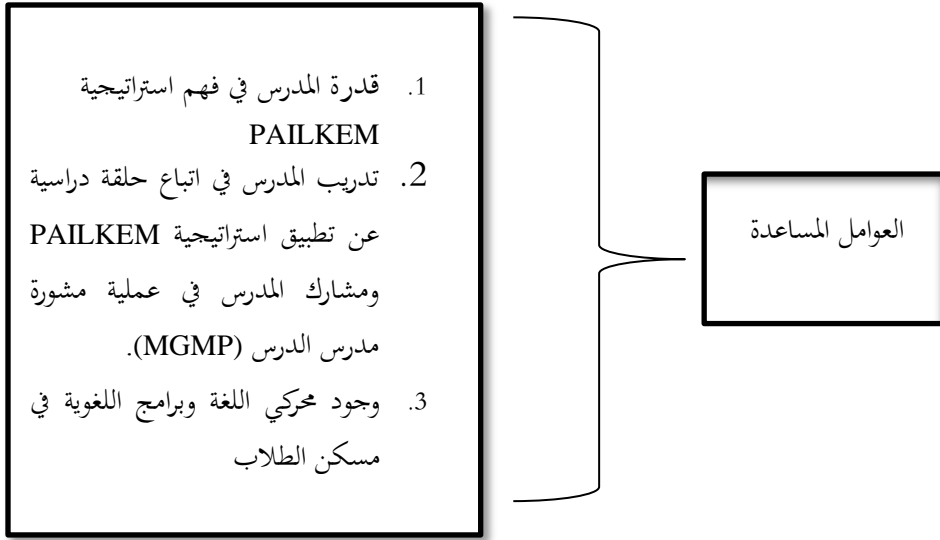 العوامل المساعدة
1. قدرة المدرس في فهم استراتيجية
PAILKEM
2. تدريب المدرس في اتباع حلقة دراسية
عن تطبيق استراتيجية PAILKEM
ومشارك المدرس في عملية مشورة
مدرس الدرس (MGMP).
3. وجود محركي اللغة وبرامج اللغوية في
مسكن الطلاب